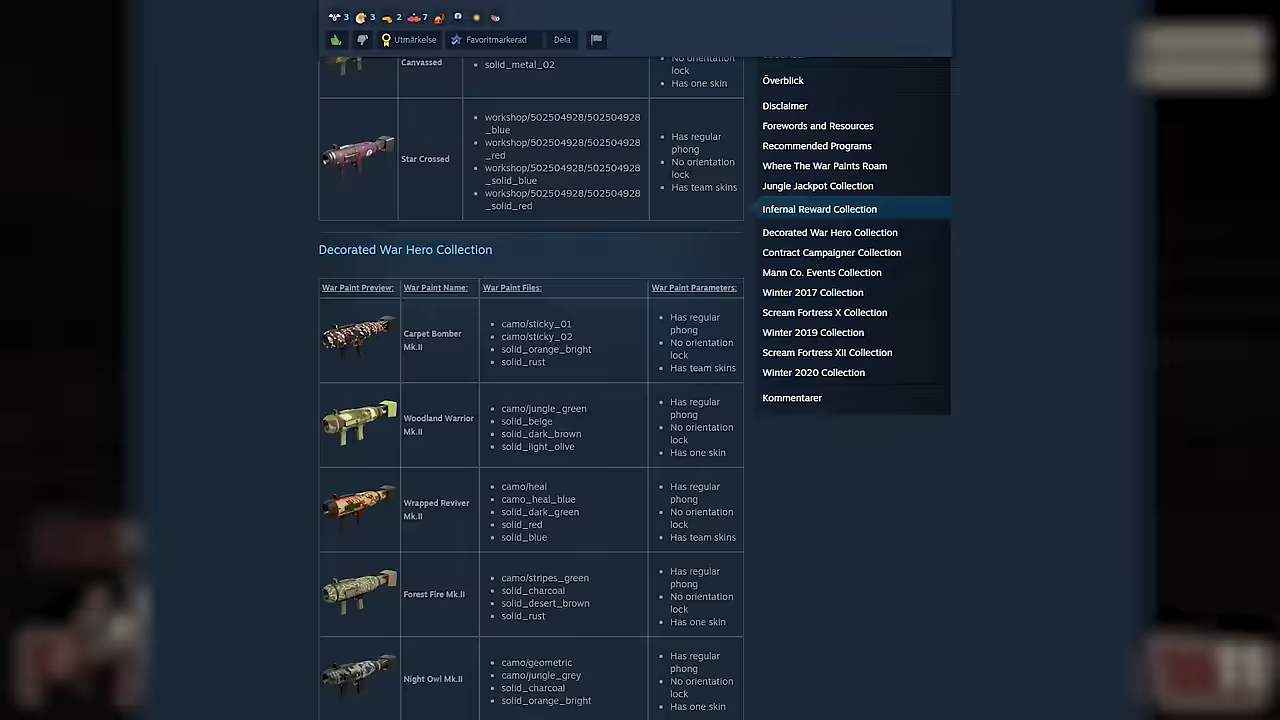 3 3 2 7
Utmärkelse Favoritmarkerad Dela
Canvassed
solid_metal_02
No orientation
lock
Has one skin
Star Crossed
workshop/502504928/502504928
_blue
workshop/502504928/502504928
_red
workshop/502504928/502504928
_solid_blue
workshop/502504928/502504928
_solid_red
Has regular
phong
No orientation
lock
Has team skins
Decorated War Hero Collection
War Paint Preview: War Paint Name: War Paint Files: War Paint Parameters:
Carpet Bomber
Mk.II
camo/sticky_01
camo/sticky_02
solid_orange_bright
solid_rust
Has regular
phong
No orientation
lock
Has team skins
Woodland Warrior
Mk.II
camo/jungle_green
solid_beige
solid_dark_brown
solid_light_olive
Has regular
phong
No orientation
lock
Has one skin
Wrapped Reviver
Mk.II
camo/heal
camo_heal_blue
solid_dark_green
solid_red
solid_blue
Has regular
phong
No orientation
lock
Has team skins
Forest Fire Mk.II
camo/stripes_green
solid_charcoal
solid_desert_brown
solid_rust
Has regular
phong
No orientation
lock
Has one skin
Night Owl Mk.II
camo/geometric
camo/jungle_grey
solid_charcoal
solid_orange_bright
Has regular
phong
No orientation
lock
Has one skin
Överblick
Disclaimer
Forewords and Resources
Recommended Programs
Where The War Paints Roam
Jungle Jackpot Collection
Infernal Reward Collection
Decorated War Hero Collection
Contract Campaigner Collection
Mann Co. Events Collection
Winter 2017 Collection
Scream Fortress X Collection
Winter 2019 Collection
Scream Fortress XII Collection
Winter 2020 Collection
Kommentarer